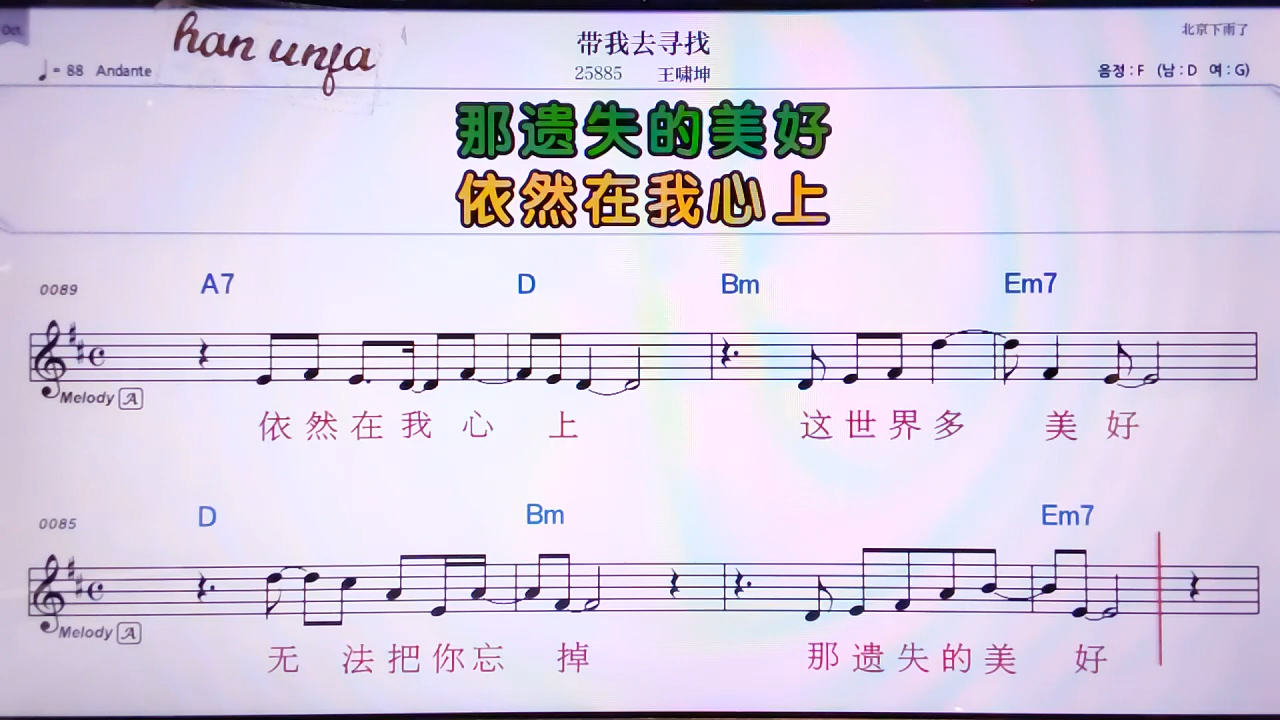 Oct.
han unfa
带我去寻找
北京下雨了
♩= 88 Andante
25885 王啸坤
음정 : F (남 : D 여 : G)
那遗失的美好
依然在我心上
0089 A7 D Bm Em7
Melody A
依然在我心上 这世界多美好
0085 D Bm Em7
Melody A
无法把你忘掉 那遗失的美好